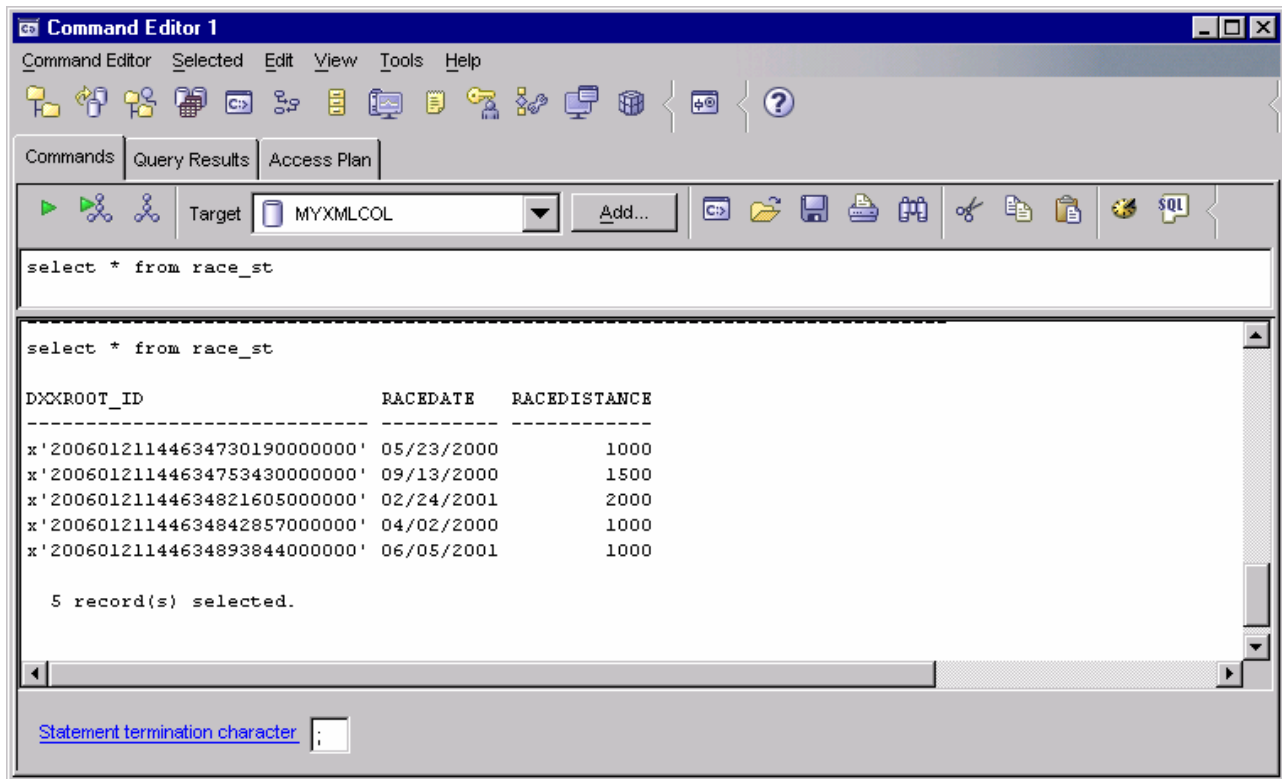 Command Editor 1
Command Editor Selected Edit View Tools Help
Commands Query Results Access Plan
Target MYXMLCOL Add... SQL
select * from race_st
--------------------------------------------------------------------------------
select * from race_st
DXXROOT_ID RACEDATE RACEDISTANCE
----------------------------- ---------- ------------
x'20060121144634730190000000' 05/23/2000 1000
x'20060121144634753430000000' 09/13/2000 1500
x'20060121144634821605000000' 02/24/2001 2000
x'20060121144634842857000000' 04/02/2000 1000
x'20060121144634893844000000' 06/05/2001 1000
5 record(s) selected.
Statement termination character ;